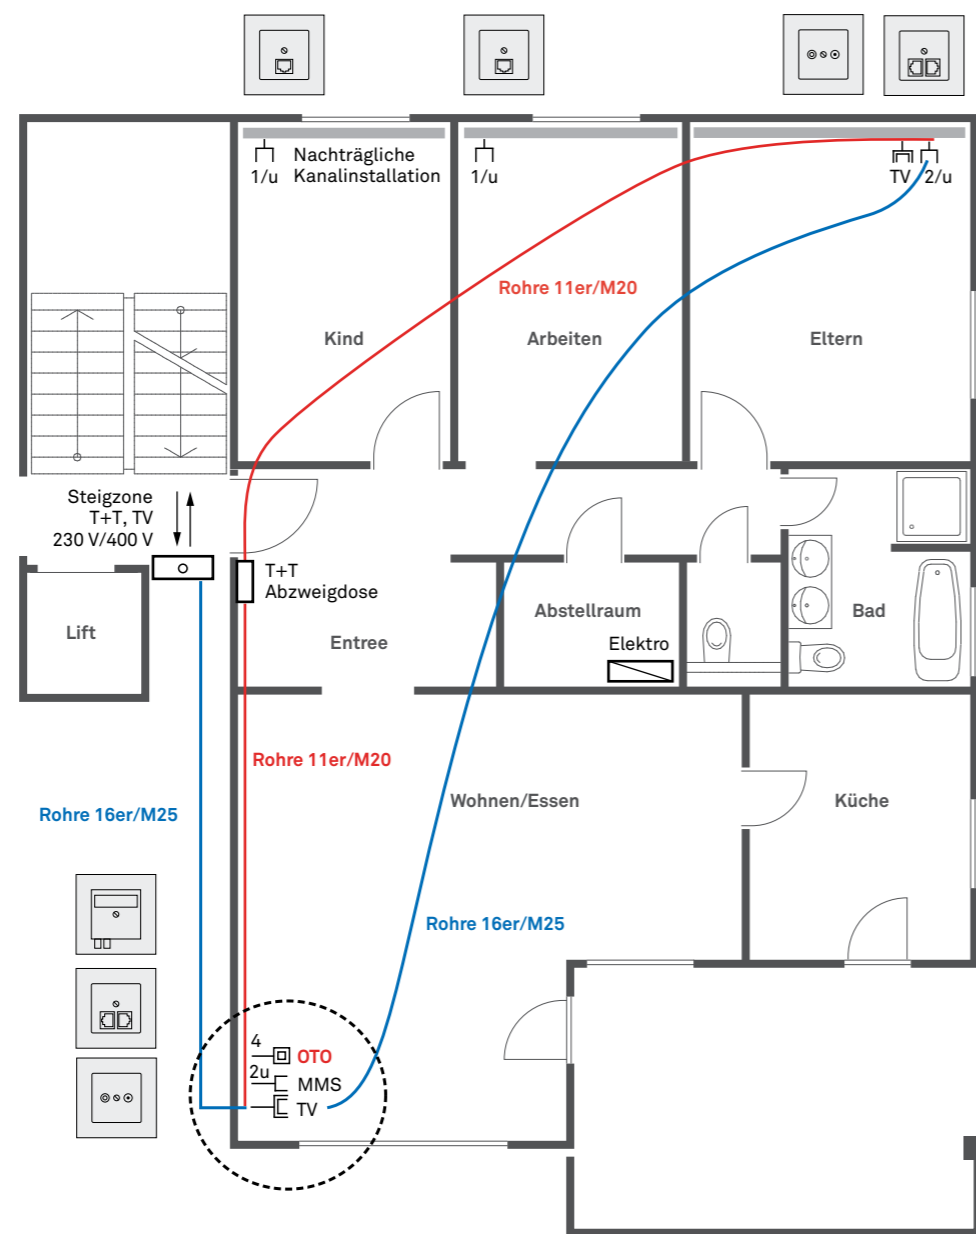 Nachträgliche
1/u Kanalinstallation
1/u
TV 2/u
Rohre 11er/M20
Kind
Arbeiten
Eltern
Steigzone
T+T, TV
230 V/400 V
T+T
Abzweigdose
Lift
Entree
Abstellraum
Elektro
Bad
Rohre 11er/M20
Rohre 16er/M25
Wohnen/Essen
Küche
Rohre 16er/M25
4 OTO
2u MMS
TV